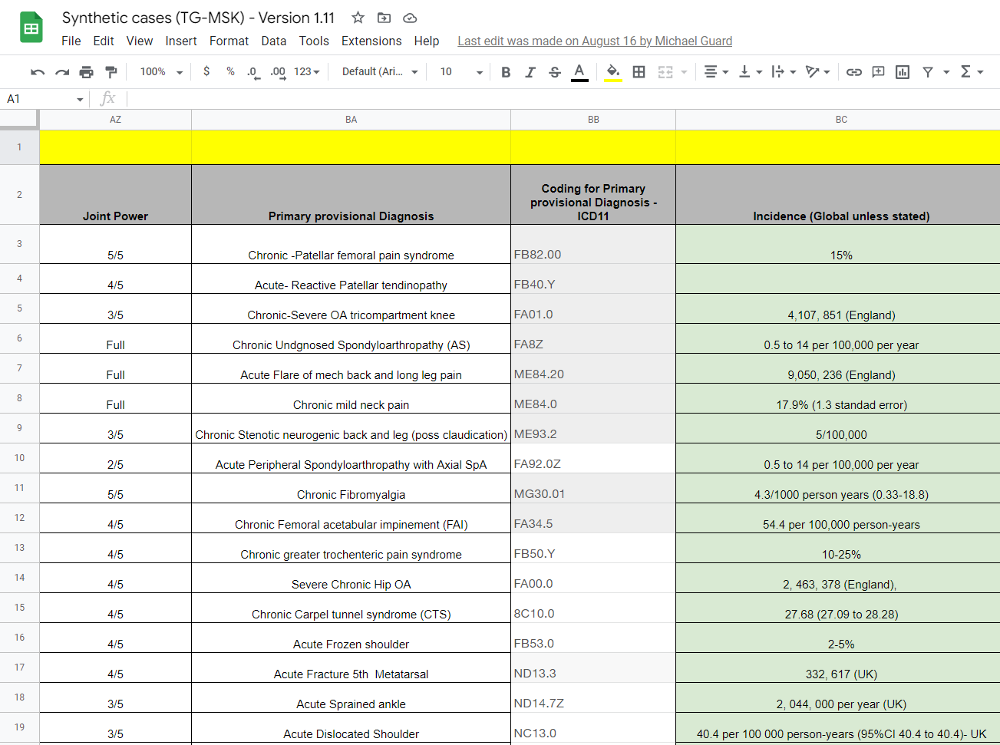 Synthetic cases (TG-MSK) - Version 1.11
File Edit View Insert Format Data Tools Extensions Help Last edit was made on August 16 by Michael Guard
100% $ % .0 .00 123 Default (Ari... 10 B I S A
A1 fx
AZ BA BB BC
1
2 Joint Power Primary provisional Diagnosis Coding for Primary provisional Diagnosis - ICD11 Incidence (Global unless stated)
3 5/5 Chronic -Patellar femoral pain syndrome FB82.00 15%
4 4/5 Acute- Reactive Patellar tendinopathy FB40.Y
5 3/5 Chronic-Severe OA tricompartment knee FA01.0 4,107, 851 (England)
6 Full Chronic Undgnosed Spondyloarthropathy (AS) FA8Z 0.5 to 14 per 100,000 per year
7 Full Acute Flare of mech back and long leg pain ME84.20 9,050, 236 (England)
8 Full Chronic mild neck pain ME84.0 17.9% (1.3 standad error)
9 3/5 Chronic Stenotic neurogenic back and leg (poss claudication) ME93.2 5/100,000
10 2/5 Acute Peripheral Spondyloarthropathy with Axial SpA FA92.0Z 0.5 to 14 per 100,000 per year
11 5/5 Chronic Fibromyalgia MG30.01 4.3/1000 person years (0.33-18.8)
12 4/5 Chronic Femoral acetabular impinement (FAI) FA34.5 54.4 per 100,000 person-years
13 4/5 Chronic greater trochenteric pain syndrome FB50.Y 10-25%
14 4/5 Severe Chronic Hip OA FA00.0 2, 463, 378 (England),
15 4/5 Chronic Carpel tunnel syndrome (CTS) 8C10.0 27.68 (27.09 to 28.28)
16 4/5 Acute Frozen shoulder FB53.0 2-5%
17 4/5 Acute Fracture 5th  Metatarsal ND13.3 332, 617 (UK)
18 3/5 Acute Sprained ankle ND14.7Z 2, 044, 000 per year (UK)
19 3/5 Acute Dislocated Shoulder NC13.0 40.4 per 100 000 person-years (95%CI 40.4 to 40.4)- UK